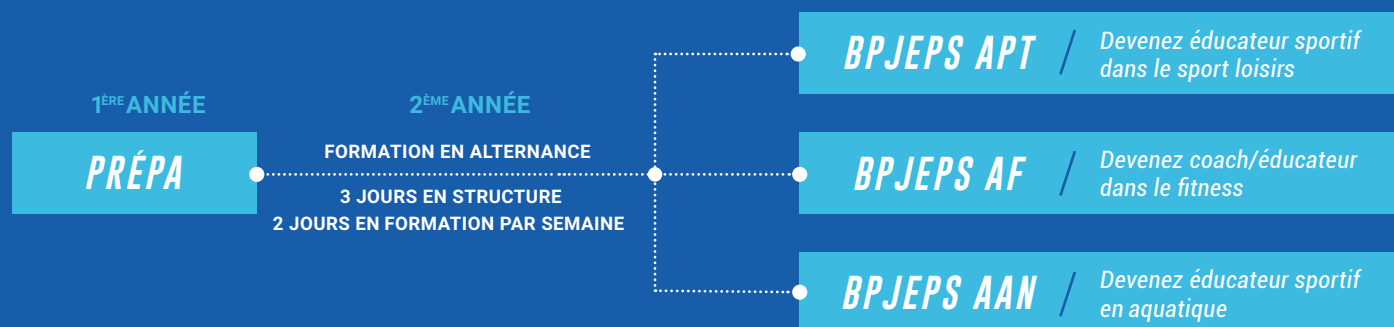 1ÈRE ANNÉE
PRÉPA
2ÈME ANNÉE
FORMATION EN ALTERNANCE
3 JOURS EN STRUCTURE
2 JOURS EN FORMATION PAR SEMAINE
BPJEPS APT / Devenez éducateur sportif
dans le sport loisirs
BPJEPS AF / Devenez coach/éducateur
dans le fitness
BPJEPS AAN / Devenez éducateur sportif
en aquatique